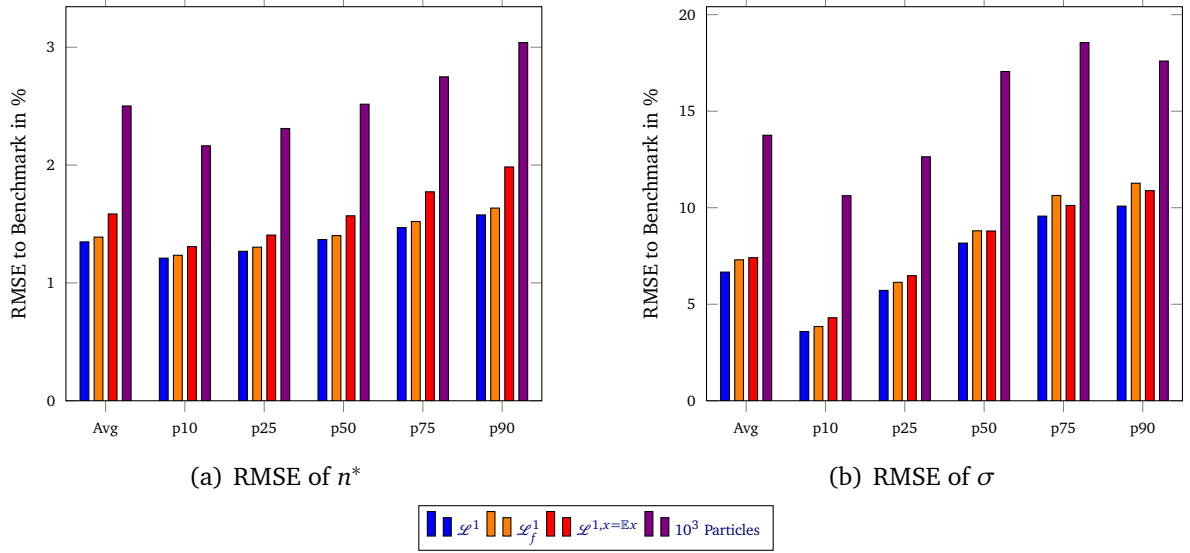 3
2
1
0
RMSE to Benchmark in %
Avg p10 p25 p50 p75 p90
(a) RMSE of n*
20
15
10
5
0
RMSE to Benchmark in %
Avg p10 p25 p50 p75 p90
(b) RMSE of σ
ℒ¹ ℒ¹_f ℒ^{1,x=𝔼x} 10³ Particles